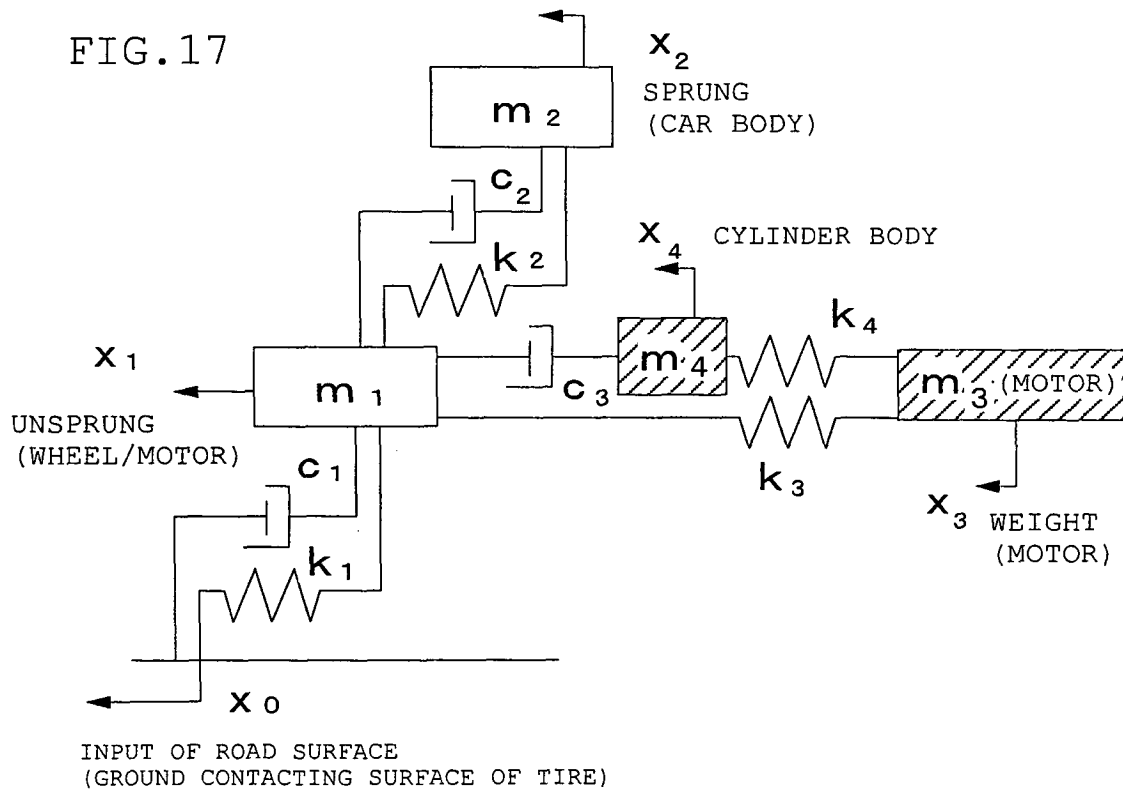 FIG.17
x2
SPRUNG
(CAR BODY)
m2
c2
k2
x4 CYLINDER BODY
k4
x1
m1
c3
m4
m3 (MOTOR)
UNSPRUNG
(WHEEL/MOTOR)
c1
k3
x3 WEIGHT
(MOTOR)
k1
x0
INPUT OF ROAD SURFACE
(GROUND CONTACTING SURFACE OF TIRE)